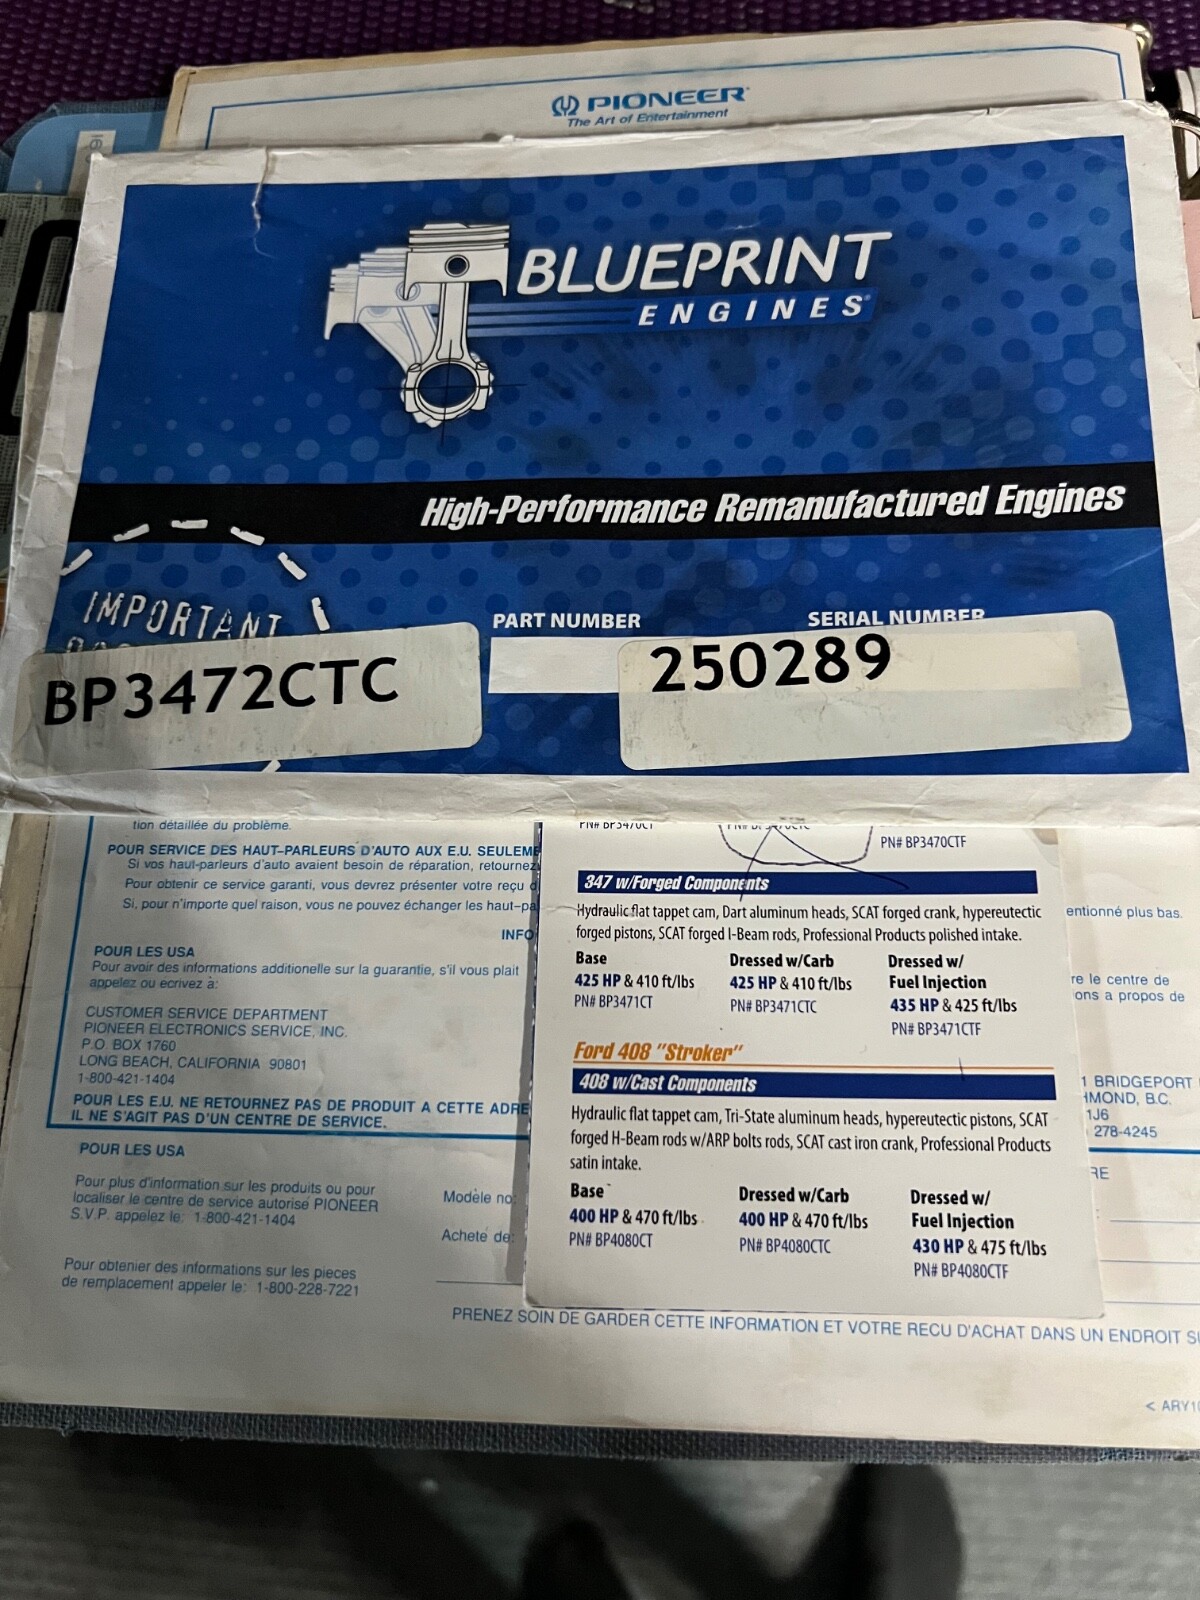 PIONEER
The Art of Entertainment
BLUEPRINT
ENGINES
High-Performance Remanufactured Engines
IMPORTANT
PART NUMBER
SERIAL NUMBER
BP3472CTC
250289
tion détaillée du problème.
POUR SERVICE DES HAUT-PARLEURS D'AUTO AUX E.U. SEULEME
Si vos haut-parleurs d'auto avaient besoin de réparation, retournez
Pour obtenir ce service garanti, vous devrez présenter votre reçu d
Si, pour n'importe quel raison, vous ne pouvez échanger les haut-pa
INFO
POUR LES USA
Pour avoir des informations additionelle sur la guarantie, s'il vous plait
appelez ou ecrivez à:
CUSTOMER SERVICE DEPARTMENT
PIONEER ELECTRONICS SERVICE, INC.
P.O. BOX 1760
LONG BEACH, CALIFORNIA 90801
1-800-421-1404
POUR LES E.U. NE RETOURNEZ PAS DE PRODUIT A CETTE ADRE
IL NE S'AGIT PAS D'UN CENTRE DE SERVICE.
POUR LES USA
Pour plus d'information sur les produits ou pour
localiser le centre de service autorisé PIONEER
S.V.P. appelez le: 1-800-421-1404
Modèle no:
Acheté de:
Pour obtenier des informations sur les pieces
de remplacement appeler le: 1-800-228-7221
PN# BP3470CT
PN# BP3470CTF
347 w/Forged Components
Hydraulic flat tappet cam, Dart aluminum heads, SCAT forged crank, hypereutectic
forged pistons, SCAT forged I-Beam rods, Professional Products polished intake.
Base
425 HP & 410 ft/lbs
PN# BP3471CT
Dressed w/Carb
425 HP & 410 ft/lbs
PN# BP3471CTC
Dressed w/
Fuel Injection
435 HP & 425 ft/lbs
PN# BP3471CTF
Ford 408 "Stroker"
408 w/Cast Components
Hydraulic flat tappet cam, Tri-State aluminum heads, hypereutectic pistons, SCAT
forged H-Beam rods w/ARP bolts rods, SCAT cast iron crank, Professional Products
satin intake.
Base
400 HP & 470 ft/lbs
PN# BP4080CT
Dressed w/Carb
400 HP & 470 ft/lbs
PN# BP4080CTC
Dressed w/
Fuel Injection
430 HP & 475 ft/lbs
PN# BP4080CTF
entionné plus bas.
re le centre de
ons a propos de
1 BRIDGEPORT
HMOND, B.C.
1J6
278-4245
RE
PRENEZ SOIN DE GARDER CETTE INFORMATION ET VOTRE RECU D'ACHAT DANS UN ENDROIT S
< ARY10